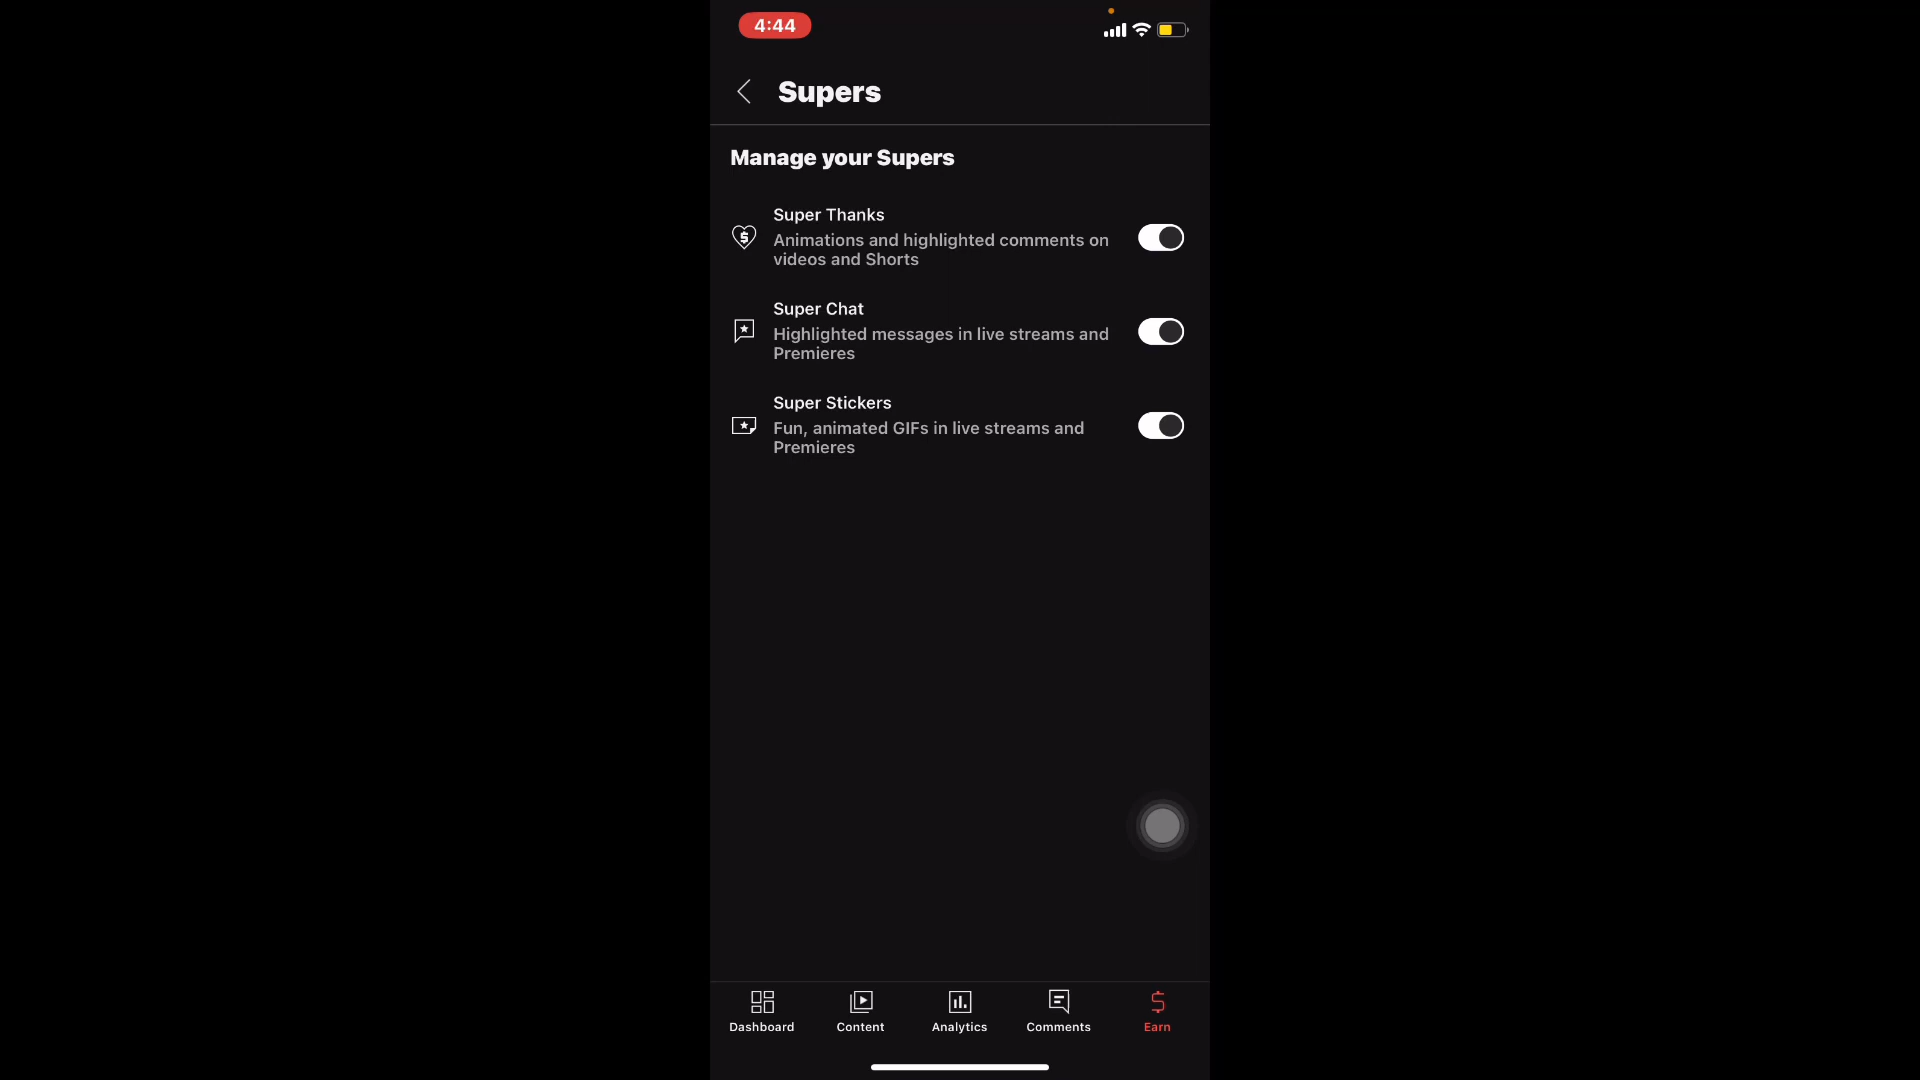 4:44
Supers
Manage your Supers
Super Thanks
Animations and highlighted comments on
videos and Shorts
Super Chat
Highlighted messages in live streams and
Premieres
Super Stickers
Fun, animated GIFs in live streams and
Premieres
Dashboard
Content
Analytics
Comments
Earn